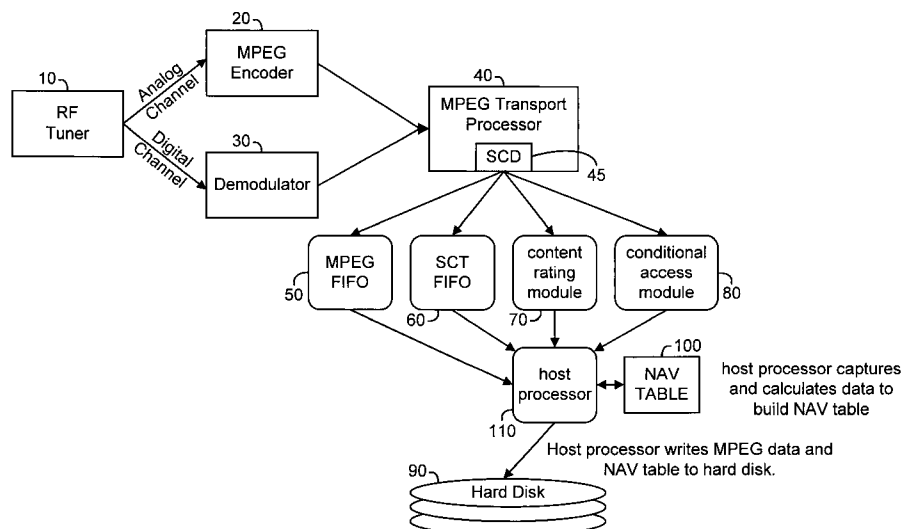 20
MPEG
Encoder
10
RF
Tuner
Analog
Channel
Digital
Channel
30
Demodulator
40
MPEG Transport
Processor
SCD
45
MPEG
FIFO
50
SCT
FIFO
60
content
rating
module
70
conditional
access
module
80
host
processor
110
100
NAV
TABLE
host processor captures
and calculates data to
build NAV table
Host processor writes MPEG data and
NAV table to hard disk.
90
Hard Disk